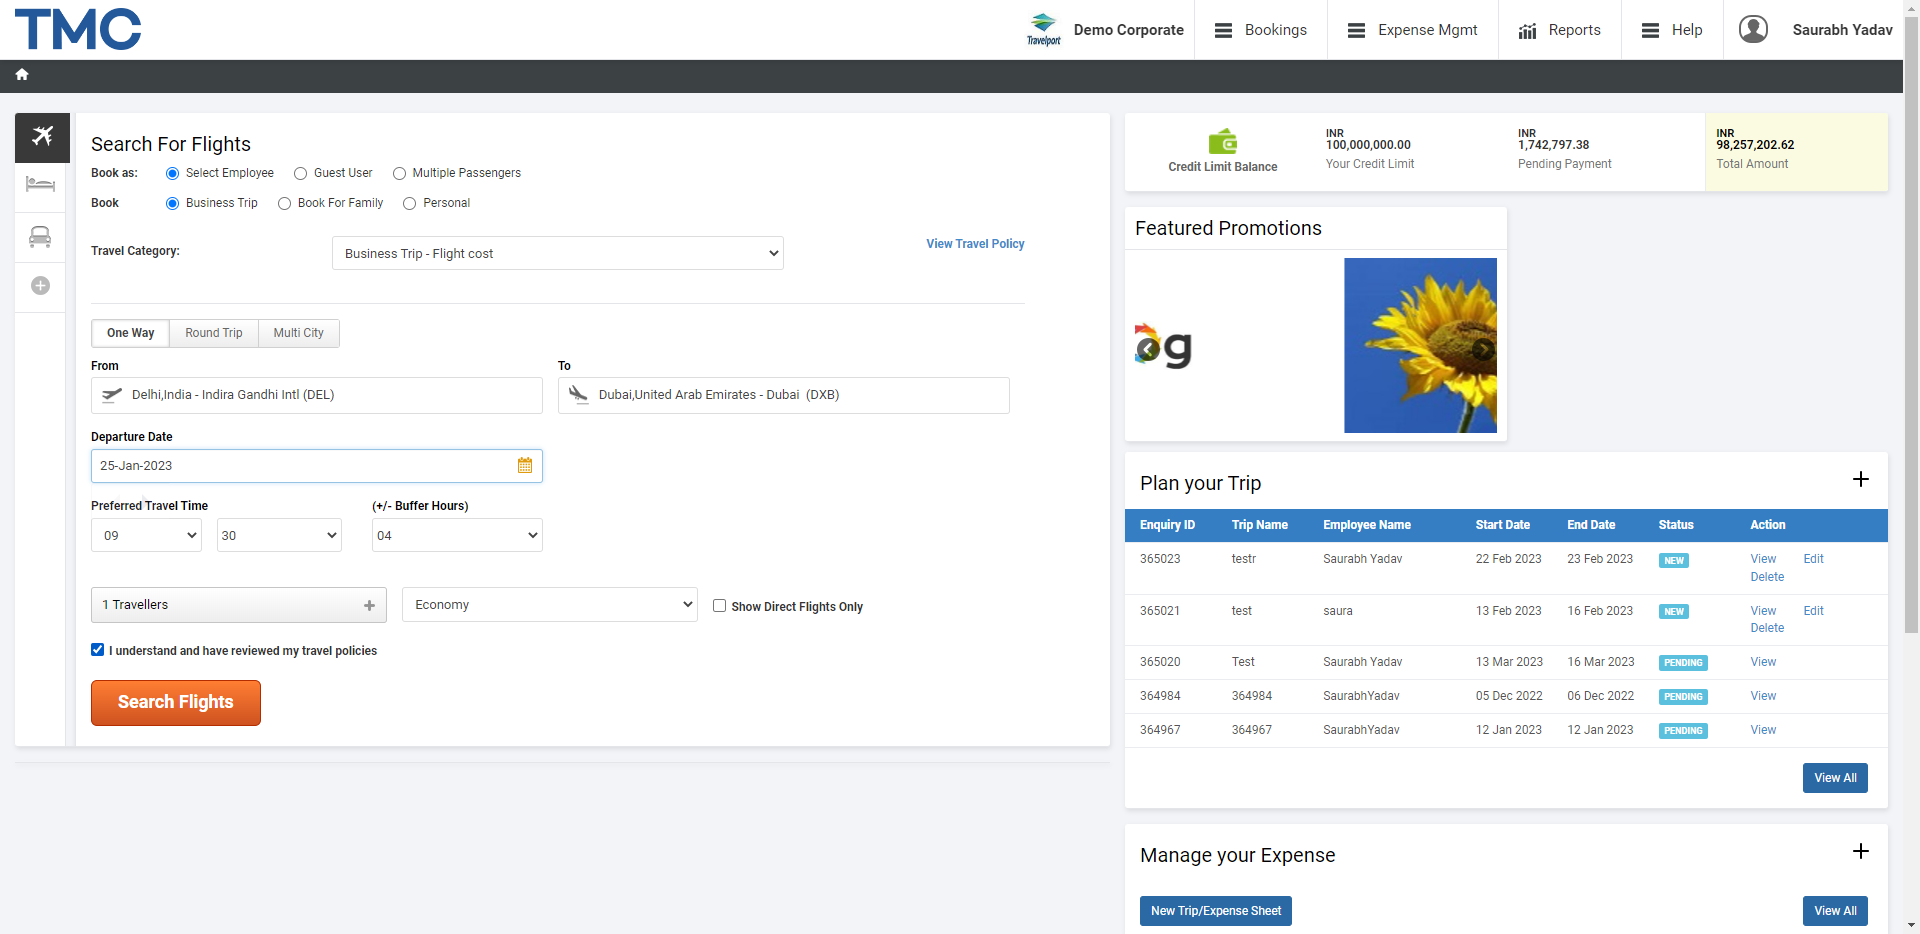 TMC
Travelport
Demo Corporate
Bookings
Expense Mgmt
Reports
Help
Saurabh Yadav
Search For Flights
Book as: Select Employee Guest User Multiple Passengers
Book Business Trip Book For Family Personal
Travel Category: Business Trip - Flight cost View Travel Policy
One Way Round Trip Multi City
From To
Delhi,India - Indira Gandhi Intl (DEL) Dubai,United Arab Emirates - Dubai (DXB)
Departure Date
25-Jan-2023
Preferred Travel Time (+/- Buffer Hours)
09 30 04
1 Travellers Economy Show Direct Flights Only
I understand and have reviewed my travel policies
Search Flights
Credit Limit Balance
INR
100,000,000.00
Your Credit Limit
INR
1,742,797.38
Pending Payment
INR
98,257,202.62
Total Amount
Featured Promotions
g
Plan your Trip
Enquiry ID Trip Name Employee Name Start Date End Date Status Action
365023 testr Saurabh Yadav 22 Feb 2023 23 Feb 2023 NEW View Edit
Delete
365021 test saura 13 Feb 2023 16 Feb 2023 NEW View Edit
Delete
365020 Test Saurabh Yadav 13 Mar 2023 16 Mar 2023 PENDING View
364984 364984 SaurabhYadav 05 Dec 2022 06 Dec 2022 PENDING View
364967 364967 SaurabhYadav 12 Jan 2023 12 Jan 2023 PENDING View
View All
Manage your Expense
New Trip/Expense Sheet View All